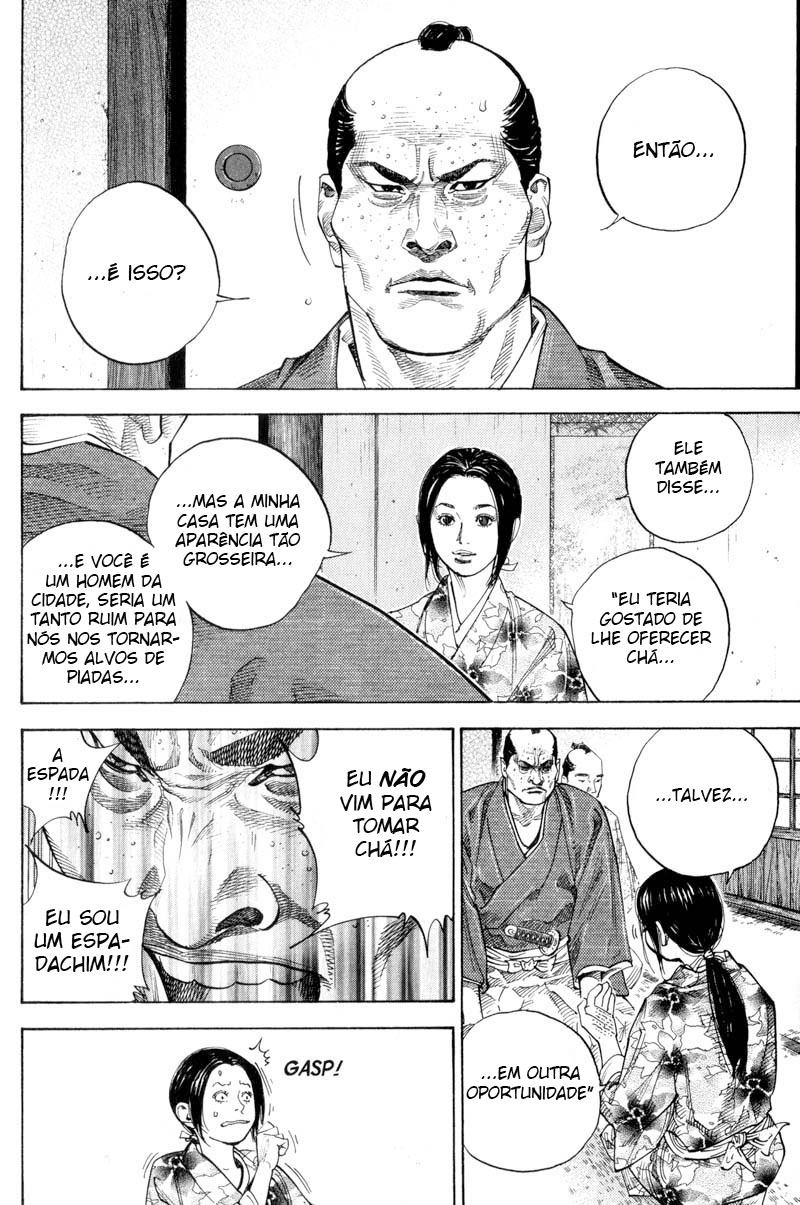 ENTÃO...
...É ISSO?
ELE
TAMBÉM
DISSE...
"EU TERIA
GOSTADO DE
LHE OFERECER
CHÁ...
...MAS A MINHA
CASA TEM UMA
APARÊNCIA TÃO
GROSSEIRA...
...E VOCÊ É
UM HOMEM DA
CIDADE, SERIA UM
TANTO RUIM PARA
NÓS NOS TORNAR-
MOS ALVOS DE
PIADAS...
...TALVEZ...
...EM OUTRA
OPORTUNIDADE"
EU NÃO
VIM PARA
TOMAR
CHÁ!!!
A
ESPADA
!!!
EU SOU
UM ESPA-
DACHIM!!!
GASP!